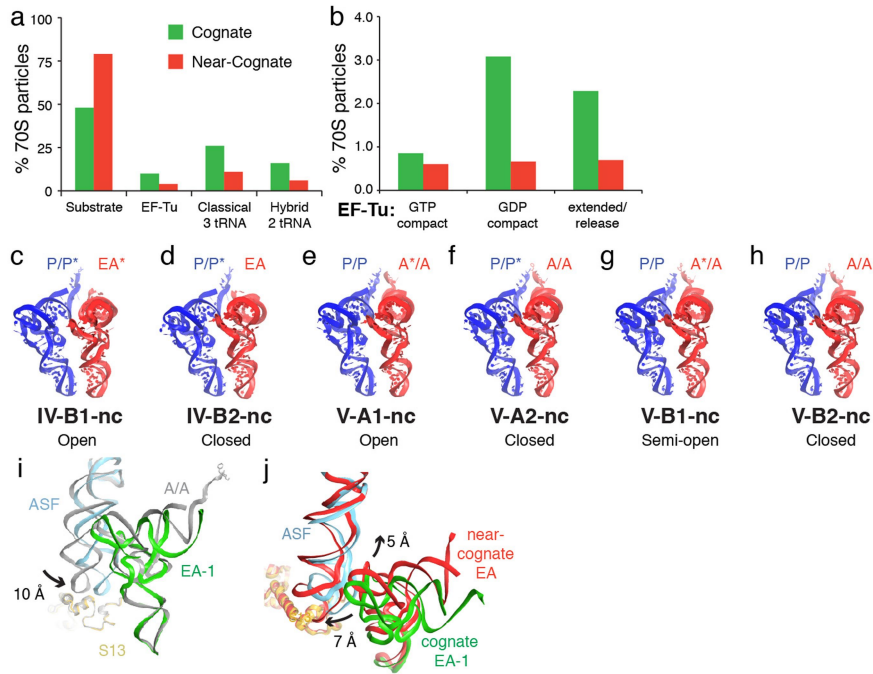 a
% 70S particles
100
75
50
25
0
Cognate
Near-Cognate
Substrate
EF-Tu
Classical
3 tRNA
Hybrid
2 tRNA
b
% 70S particles
4.0
3.0
2.0
1.0
0.0
EF-Tu:
GTP
compact
GDP
compact
extended/
release
c
P/P* EA*
IV-B1-nc
Open
d
P/P* EA
IV-B2-nc
Closed
e
P/P A*/A
V-A1-nc
Open
f
P/P* A/A
V-A2-nc
Closed
g
P/P A*/A
V-B1-nc
Semi-open
h
P/P A/A
V-B2-nc
Closed
i
ASF
A/A
EA-1
10 Å
S13
j
ASF
5 Å
near-
cognate
EA
7 Å
cognate
EA-1